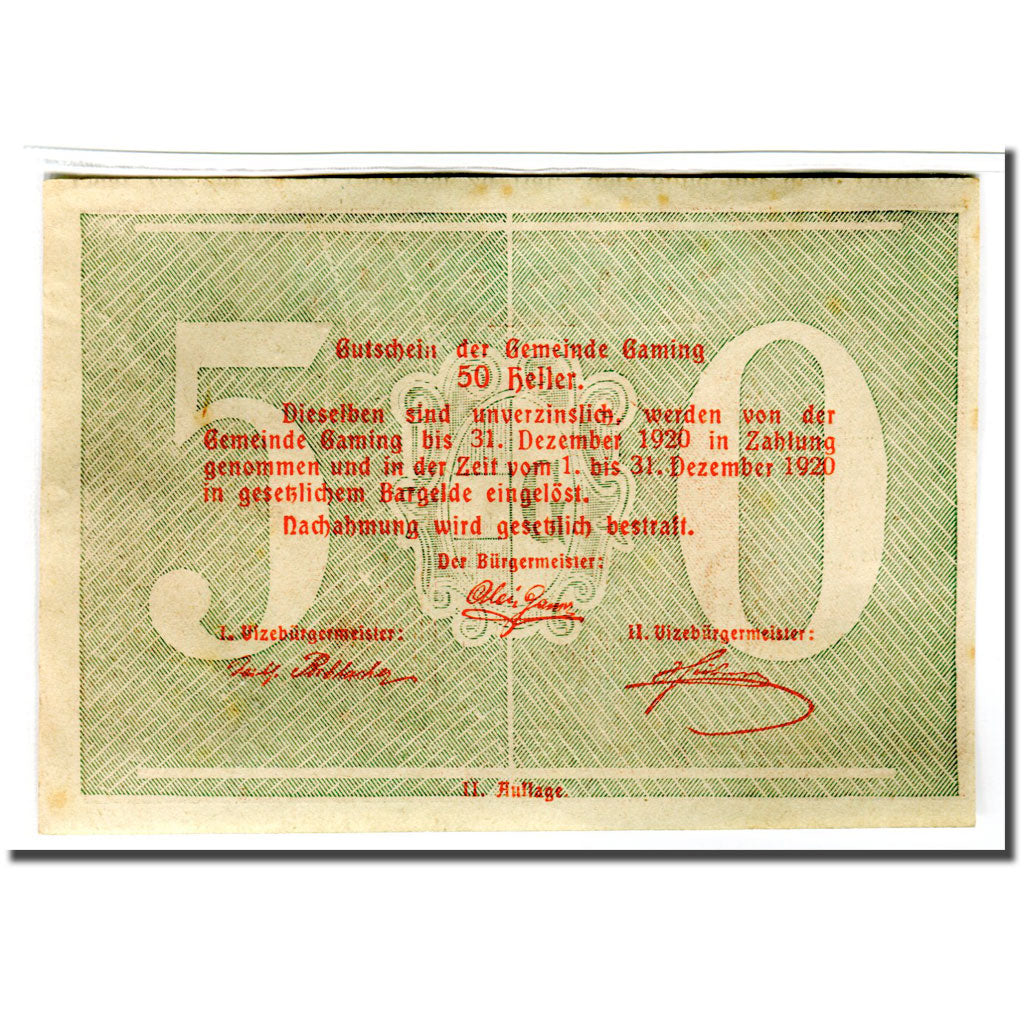 50
Gutschein der Gemeinde Gaming
50 Heller.
Dieselben sind unverzinslich, werden von der
Gemeinde Gaming bis 31. Dezember 1920 in Zahlung
genommen und in der Zeit vom 1. bis 31. Dezember 1920
in gesetzlichem Bargelde eingelöst.
Nachahmung wird gesetzlich bestraft.
Der Bürgermeister:
I. Vizebürgermeister: II. Vizebürgermeister:
II. Auflage.